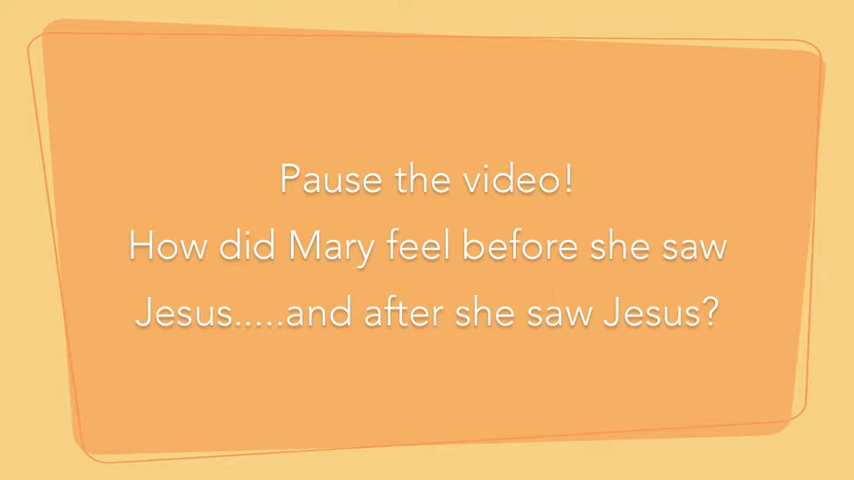 Pause the video!
How did Mary feel before she saw
Jesus.....and after she saw Jesus?